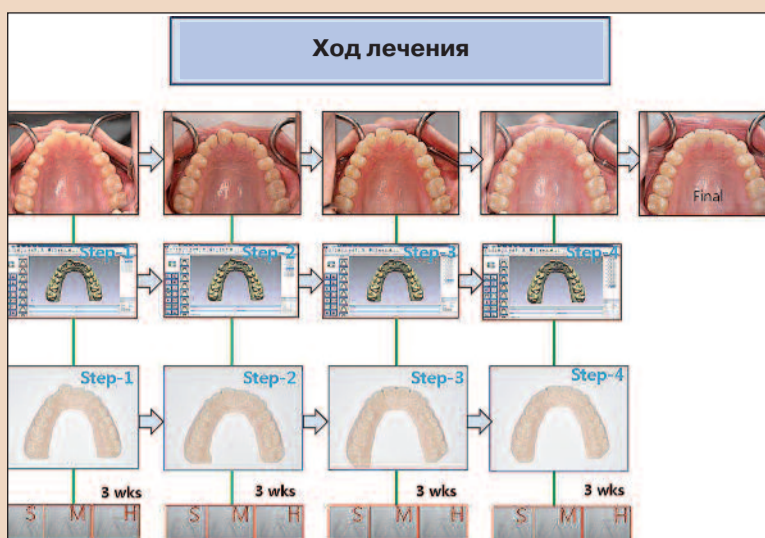 Ход лечения
Final
Step-1 Step-2 Step-3 Step-4
Step-1 Step-2 Step-3 Step-4
3 wks 3 wks 3 wks 3 wks
S M H S M H S M H S M H